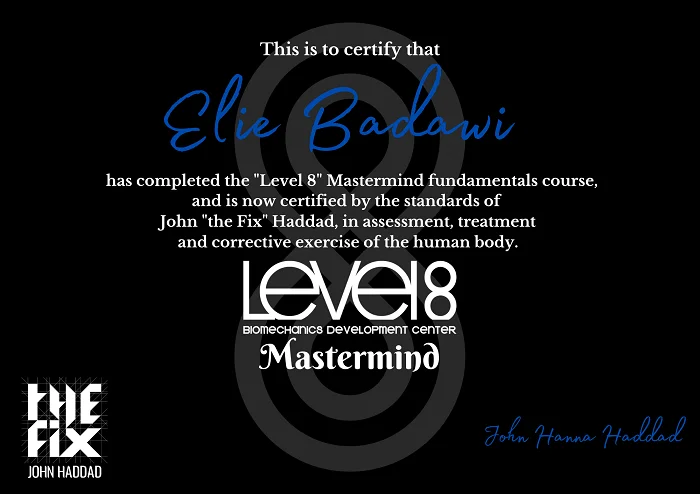 This is to certify that
Elie Badawi
has completed the "Level 8" Mastermind fundamentals course,
and is now certified by the standards of
John "the Fix" Haddad, in assessment, treatment
and corrective exercise of the human body.
Level8
BIOMECHANICS DEVELOPMENT CENTER
Mastermind
THE
FIX
JOHN HADDAD
John Hanna Haddad